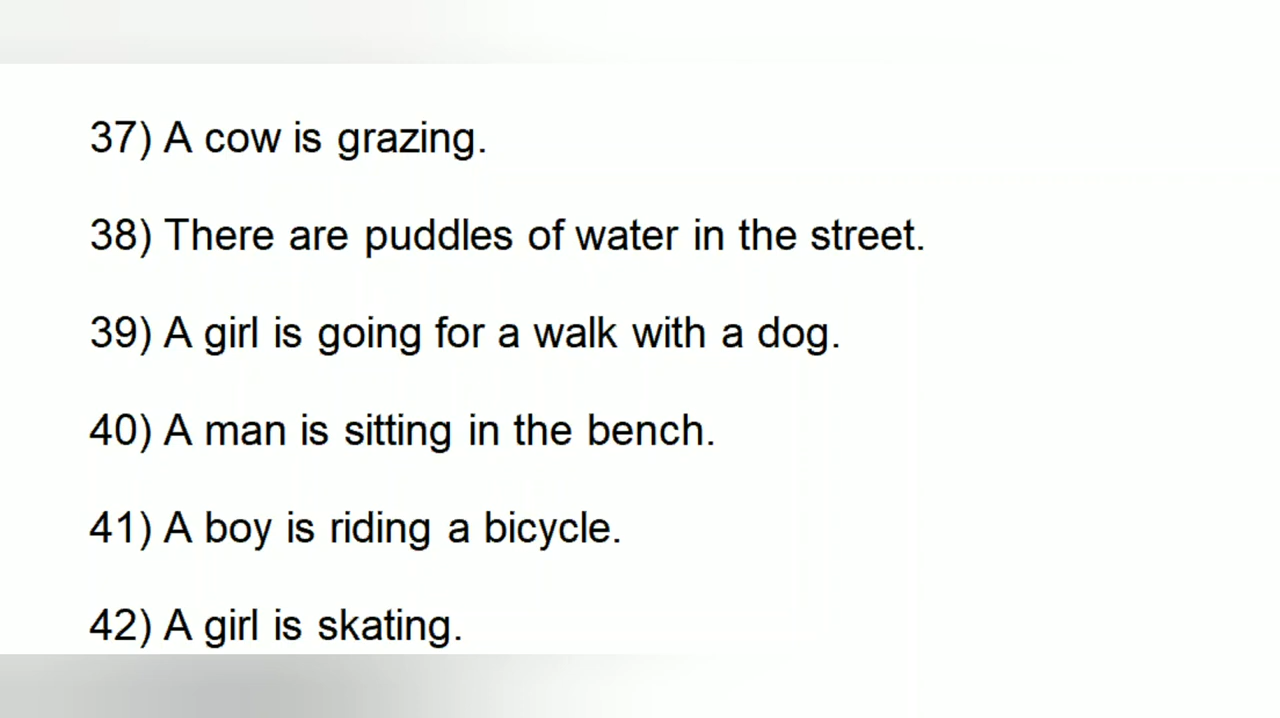 37) A cow is grazing.
38) There are puddles of water in the street.
39) A girl is going for a walk with a dog.
40) A man is sitting in the bench.
41) A boy is riding a bicycle.
42) A girl is skating.